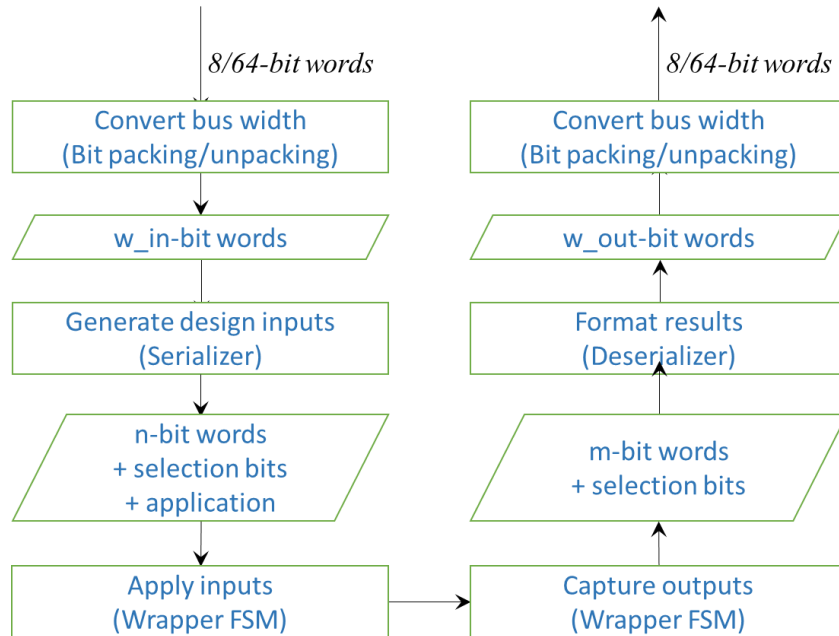 8/64-bit words
Convert bus width
(Bit packing/unpacking)
w_in-bit words
Generate design inputs
(Serializer)
n-bit words
+ selection bits
+ application
Apply inputs
(Wrapper FSM)
8/64-bit words
Convert bus width
(Bit packing/unpacking)
w_out-bit words
Format results
(Deserializer)
m-bit words
+ selection bits
Capture outputs
(Wrapper FSM)